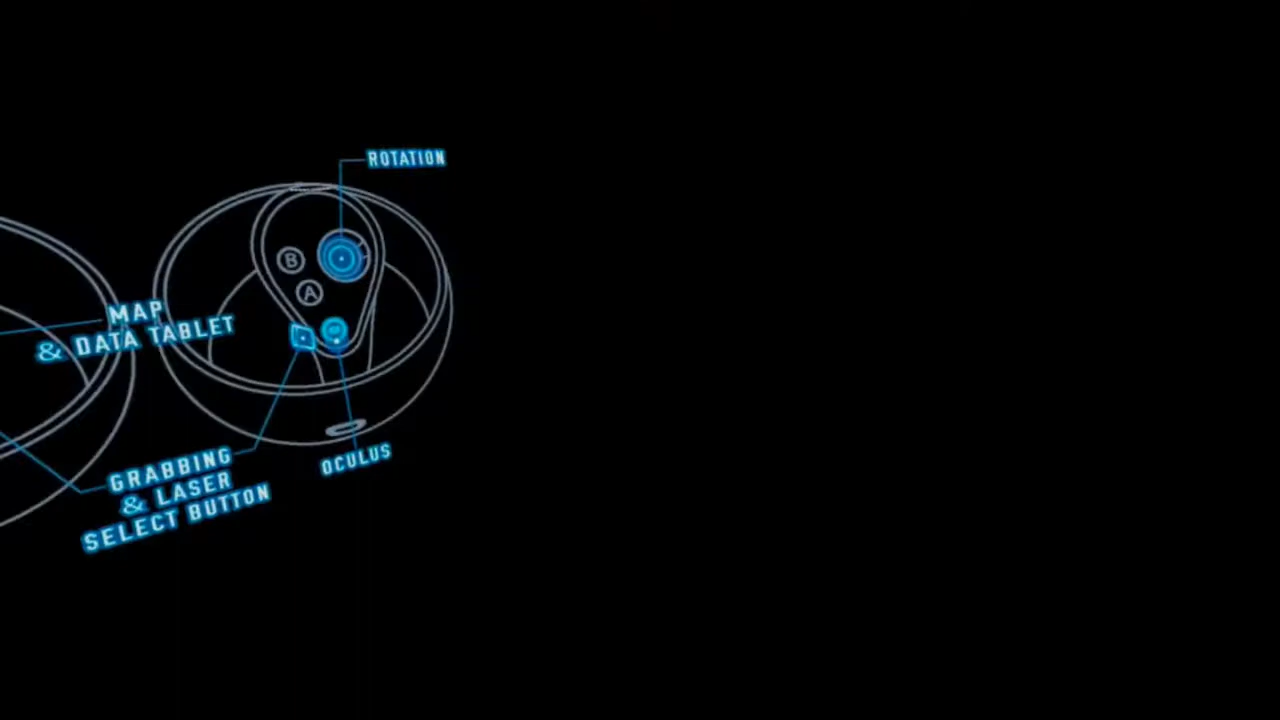 ROTATION
B
A
MAP
& DATA TABLET
GRABBING
& LASER
SELECT BUTTON
OCULUS